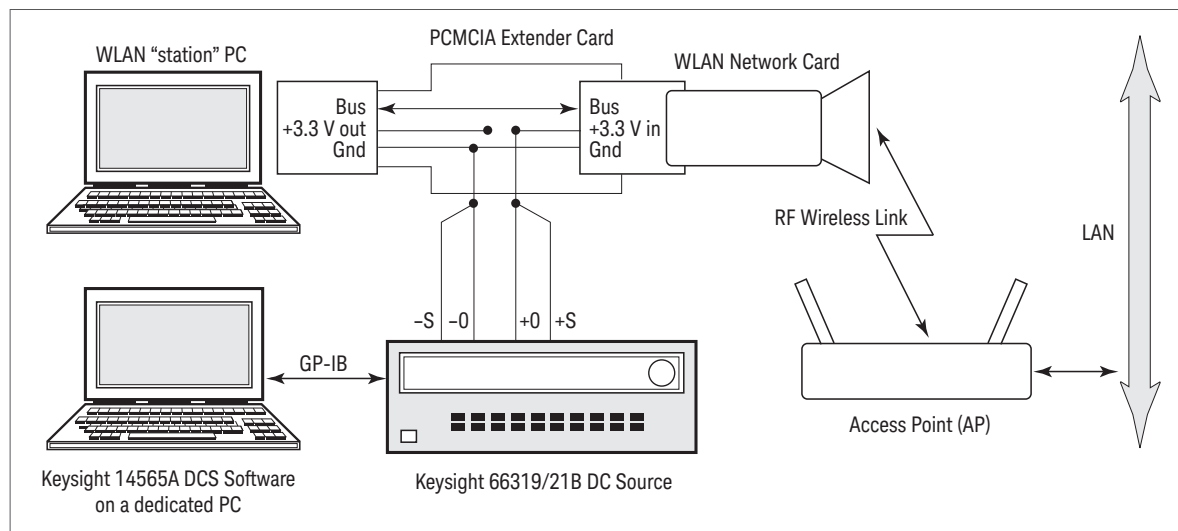 WLAN “station” PC
PCMCIA Extender Card
WLAN Network Card
Bus
+3.3 V out
Gnd
Bus
+3.3 V in
Gnd
RF Wireless Link
LAN
–S –0 +0 +S
GP-IB
Access Point (AP)
Keysight 14565A DCS Software
on a dedicated PC
Keysight 66319/21B DC Source